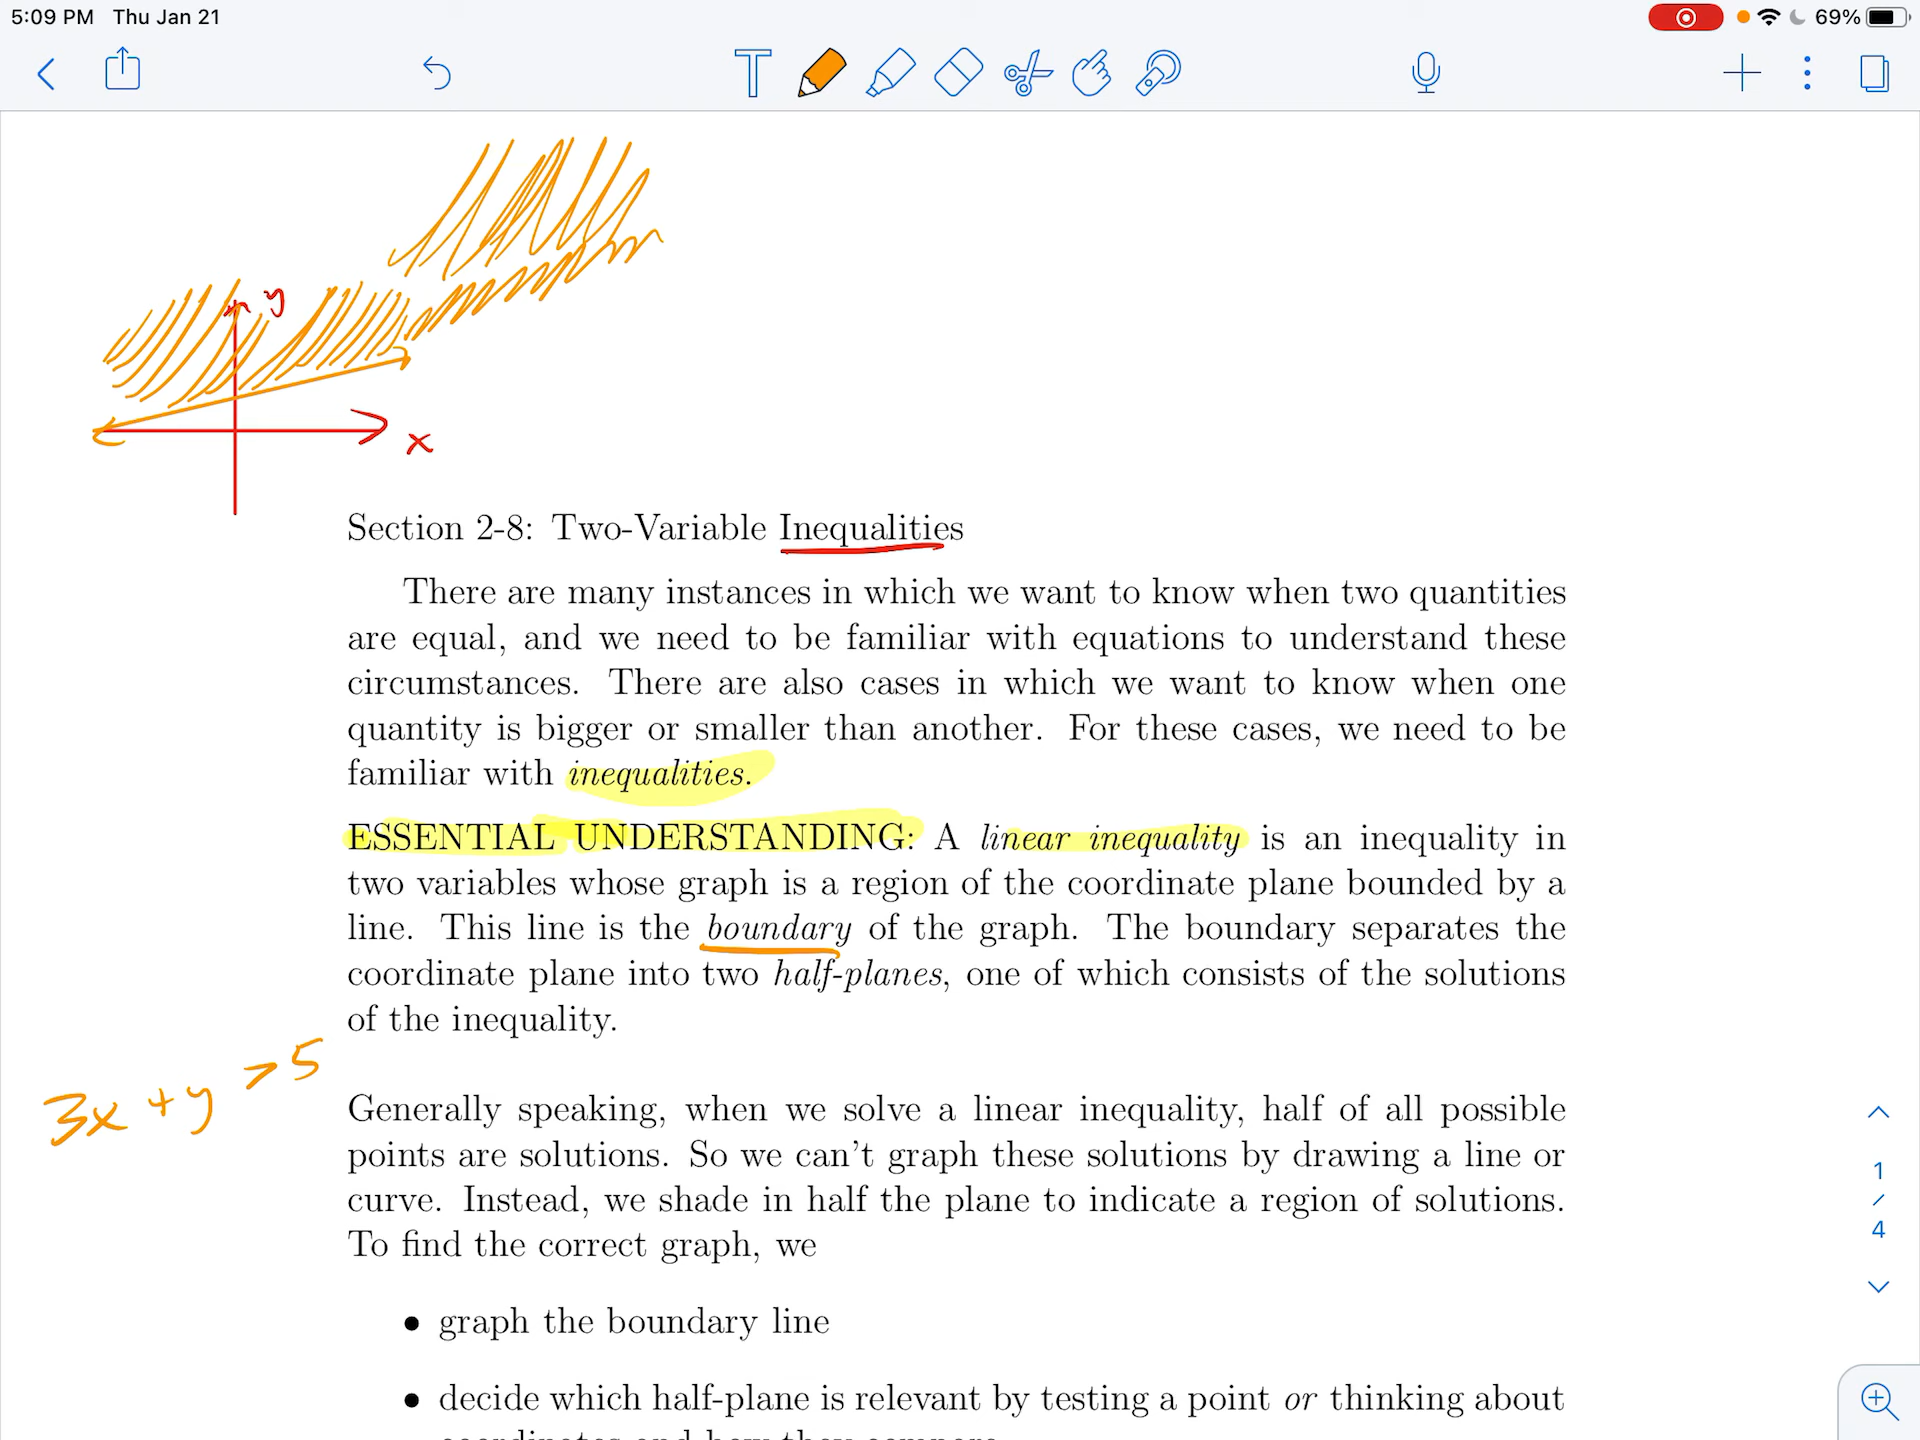 5:09 PM Thu Jan 21
69%
T
y
x
Section 2-8: Two-Variable Inequalities
There are many instances in which we want to know when two quantities
are equal, and we need to be familiar with equations to understand these
circumstances. There are also cases in which we want to know when one
quantity is bigger or smaller than another. For these cases, we need to be
familiar with inequalities.
ESSENTIAL UNDERSTANDING: A linear inequality is an inequality in
two variables whose graph is a region of the coordinate plane bounded by a
line. This line is the boundary of the graph. The boundary separates the
coordinate plane into two half-planes, one of which consists of the solutions
of the inequality.
3x + y > 5
Generally speaking, when we solve a linear inequality, half of all possible
points are solutions. So we can't graph these solutions by drawing a line or
curve. Instead, we shade in half the plane to indicate a region of solutions.
To find the correct graph, we
1
/
4
• graph the boundary line
• decide which half-plane is relevant by testing a point or thinking about